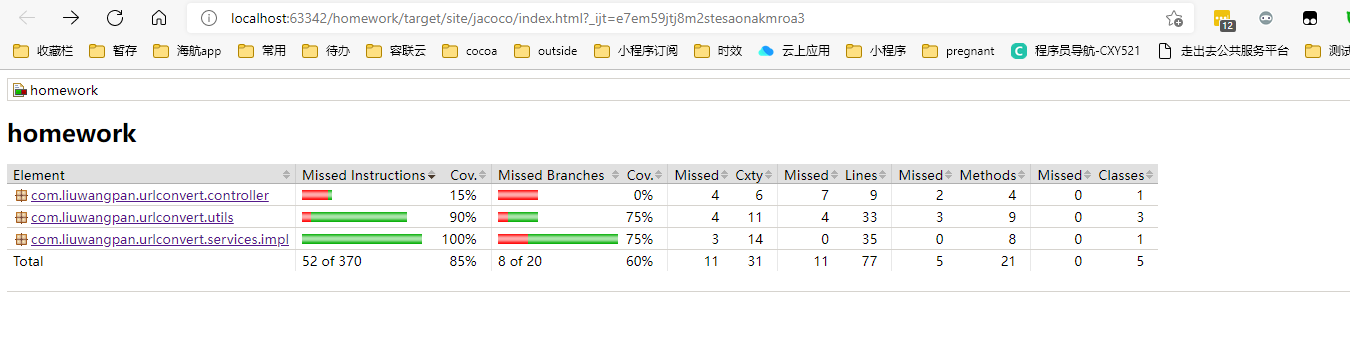 localhost:63342/homework/target/site/jacoco/index.html?_ijt=e7em59jtj8m2stesaonakmroa3
12
收藏栏 暂存 海航app 常用 待办 容联云 cocoa outside 小程序订阅 时效 云上应用 小程序 pregnant C 程序员导航-CXY521 走出去公共服务平台 测试
homework
homework
Element Missed Instructions Cov. Missed Branches Cov. Missed Cxty Missed Lines Missed Methods Missed Classes
com.liuwangpan.urlconvert.controller 15% 0% 4 6 7 9 2 4 0 1
com.liuwangpan.urlconvert.utils 90% 75% 4 11 4 33 3 9 0 3
com.liuwangpan.urlconvert.services.impl 100% 75% 3 14 0 35 0 8 0 1
Total 52 of 370 85% 8 of 20 60% 11 31 11 77 5 21 0 5